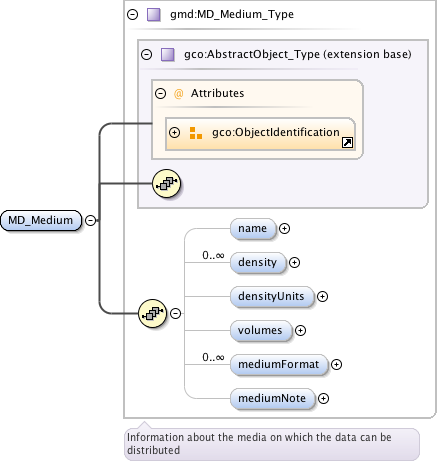 gmd:MD_Medium_Type
gco:AbstractObject_Type (extension base)
@ Attributes
gco:ObjectIdentification
MD_Medium
name
0..∞
density
densityUnits
volumes
0..∞
mediumFormat
mediumNote
Information about the media on which the data can be
distributed